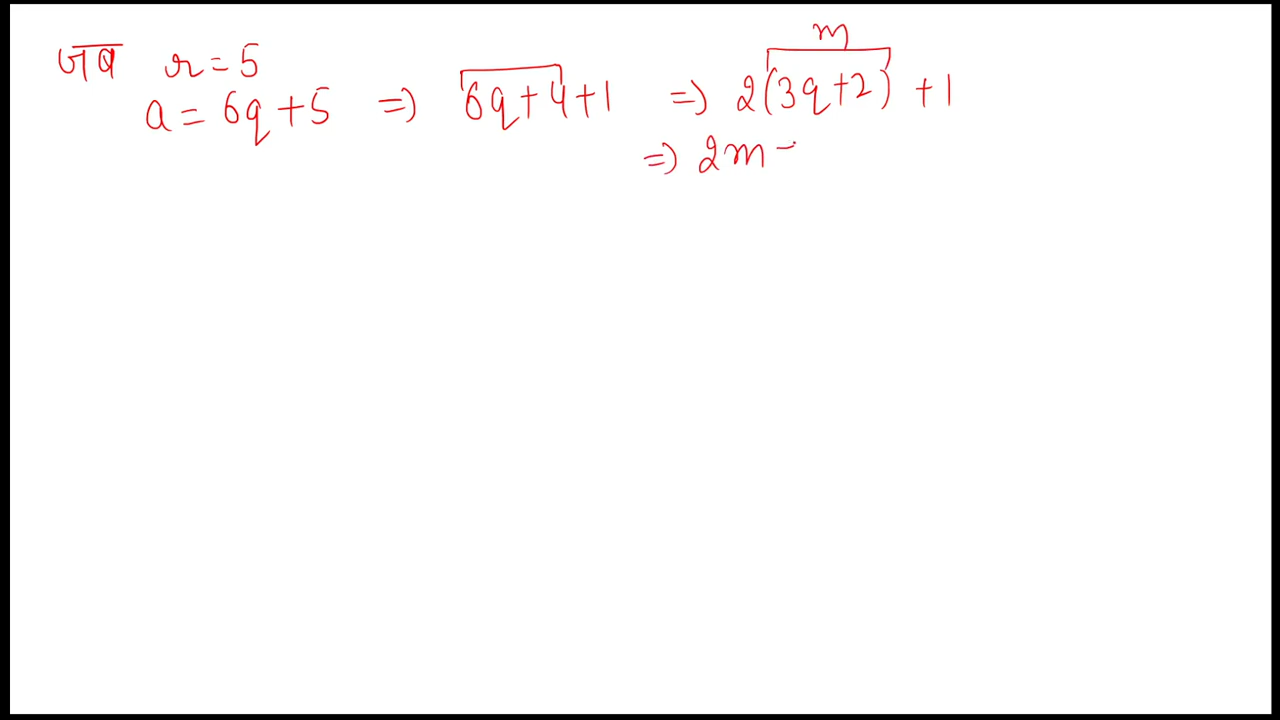 जब r = 5
m
a = 6q + 5 ⇒ 6q + 4 + 1 ⇒ 2(3q + 2) + 1
⇒ 2m -